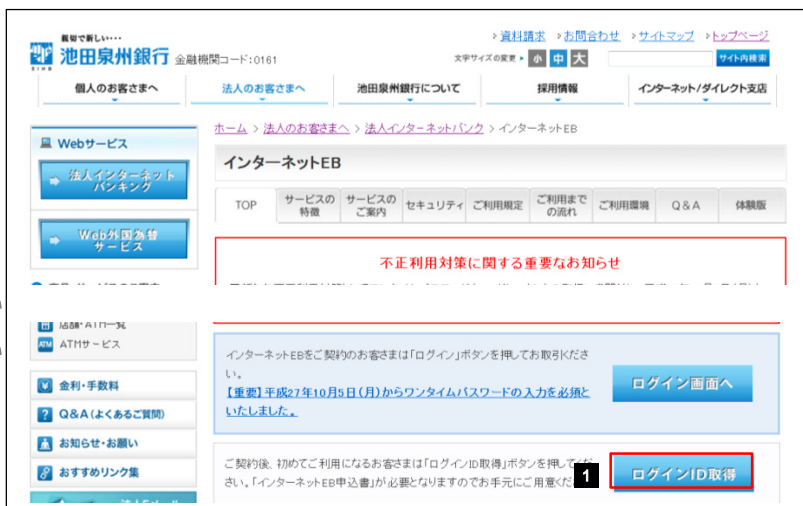 資料請求 お問合わせ サイトマップ トップページ
親切で新しい・・・
池田泉州銀行 金融機関コード:0161
文字サイズの変更 小 中 大 サイト内検索
個人のお客さまへ 法人のお客さまへ 池田泉州銀行について 採用情報 インターネット/ダイレクト支店
ホーム > 法人のお客さまへ > 法人インターネットバンク > インターネットEB
Webサービス
法人インターネット
バンキング
Web外国為替
サービス
インターネットEB
TOP サービスの特徴 サービスのご案内 セキュリティ ご利用規定 ご利用までの流れ ご利用環境 Q&A 体験版
不正利用対策に関する重要なお知らせ
店舗・ATM一覧
ATMサービス
金利・手数料
Q&A(よくあるご質問)
お知らせ・お願い
おすすめリンク集
インターネットEBをご契約のお客さまは「ログイン」ボタンを押してお取引くださ
い。
【重要】平成27年10月5日(月)からワンタイムパスワードの入力を必須と
いたしました。
ログイン画面へ
ご契約後、初めてご利用になるお客さまは「ログインID取得」ボタンを押してくだ
さい。「インターネットEB申込書」が必要となりますのでお手元にご用意くだ
1
ログインID取得